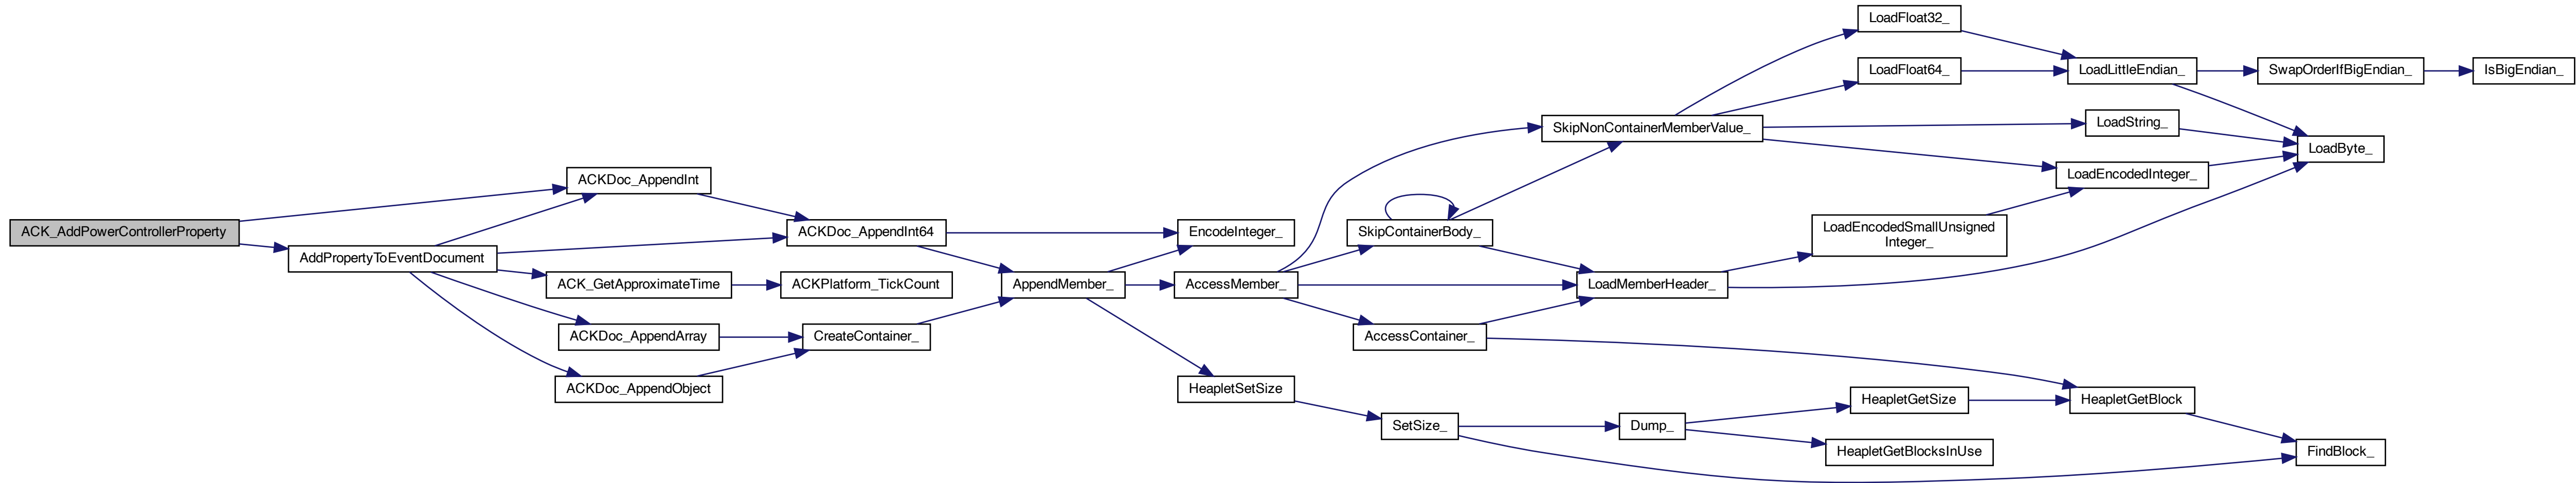 ACK_AddPowerControllerProperty
AddPropertyToEventDocument
ACKDoc_AppendInt
ACK_GetApproximateTime
ACKDoc_AppendArray
ACKDoc_AppendObject
ACKDoc_AppendInt64
ACKPlatform_TickCount
CreateContainer_
AppendMember_
EncodeInteger_
AccessMember_
HeapletSetSize
SkipContainerBody_
AccessContainer_
SetSize_
SkipNonContainerMemberValue_
LoadMemberHeader_
Dump_
LoadFloat32_
LoadFloat64_
LoadEncodedSmallUnsigned
Integer_
HeapletGetSize
HeapletGetBlocksInUse
LoadLittleEndian_
LoadString_
LoadEncodedInteger_
HeapletGetBlock
SwapOrderIfBigEndian_
LoadByte_
FindBlock_
IsBigEndian_